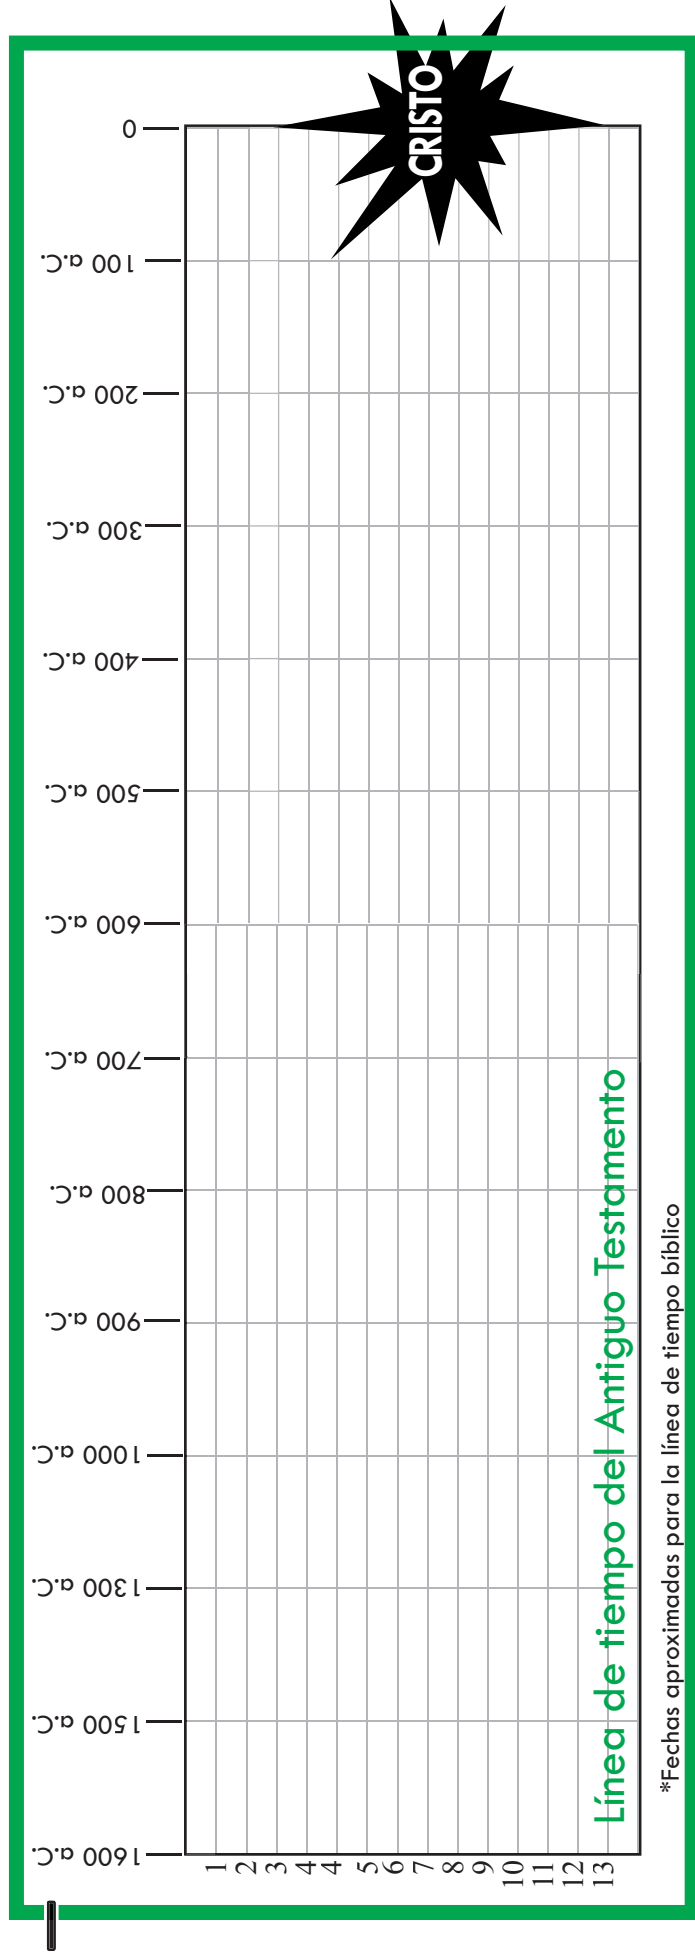 CRISTO
0
100 a.C.
200 a.C.
300 a.C.
400 a.C.
500 a.C.
600 a.C.
700 a.C.
800 a.C.
900 a.C.
1000 a.C.
1300 a.C.
1500 a.C.
1600 a.C.
1
2
3
4
4
5
6
7
8
9
10
11
12
13
Línea de tiempo del Antiguo Testamento
*Fechas aproximadas para la línea de tiempo bíblico